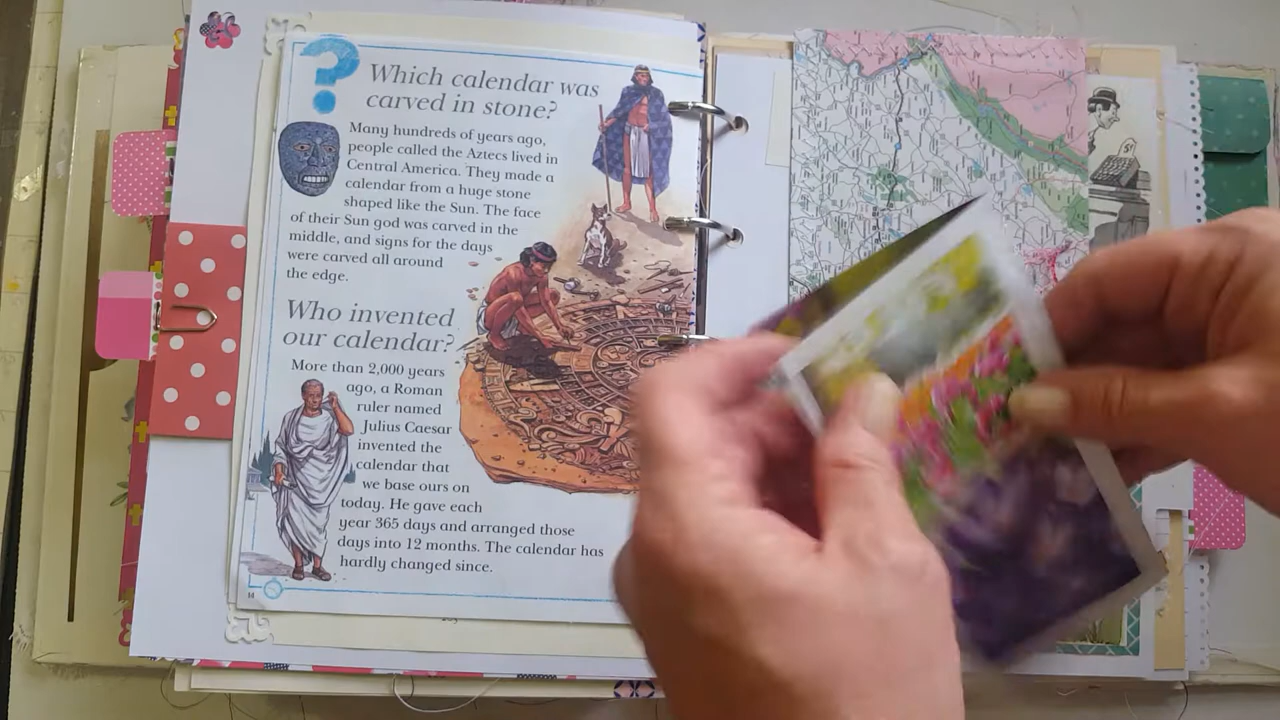 ?
Which calendar was
carved in stone?
Many hundreds of years ago,
people called the Aztecs lived in
Central America. They made a
calendar from a huge stone
shaped like the Sun. The face
of their Sun god was carved in the
middle, and signs for the days
were carved all around
the edge.
Who invented
our calendar?
More than 2,000 years
ago, a Roman
ruler named
Julius Caesar
invented the
calendar that
we base ours on
today. He gave each
year 365 days and arranged those
days into 12 months. The calendar has
hardly changed since.
14